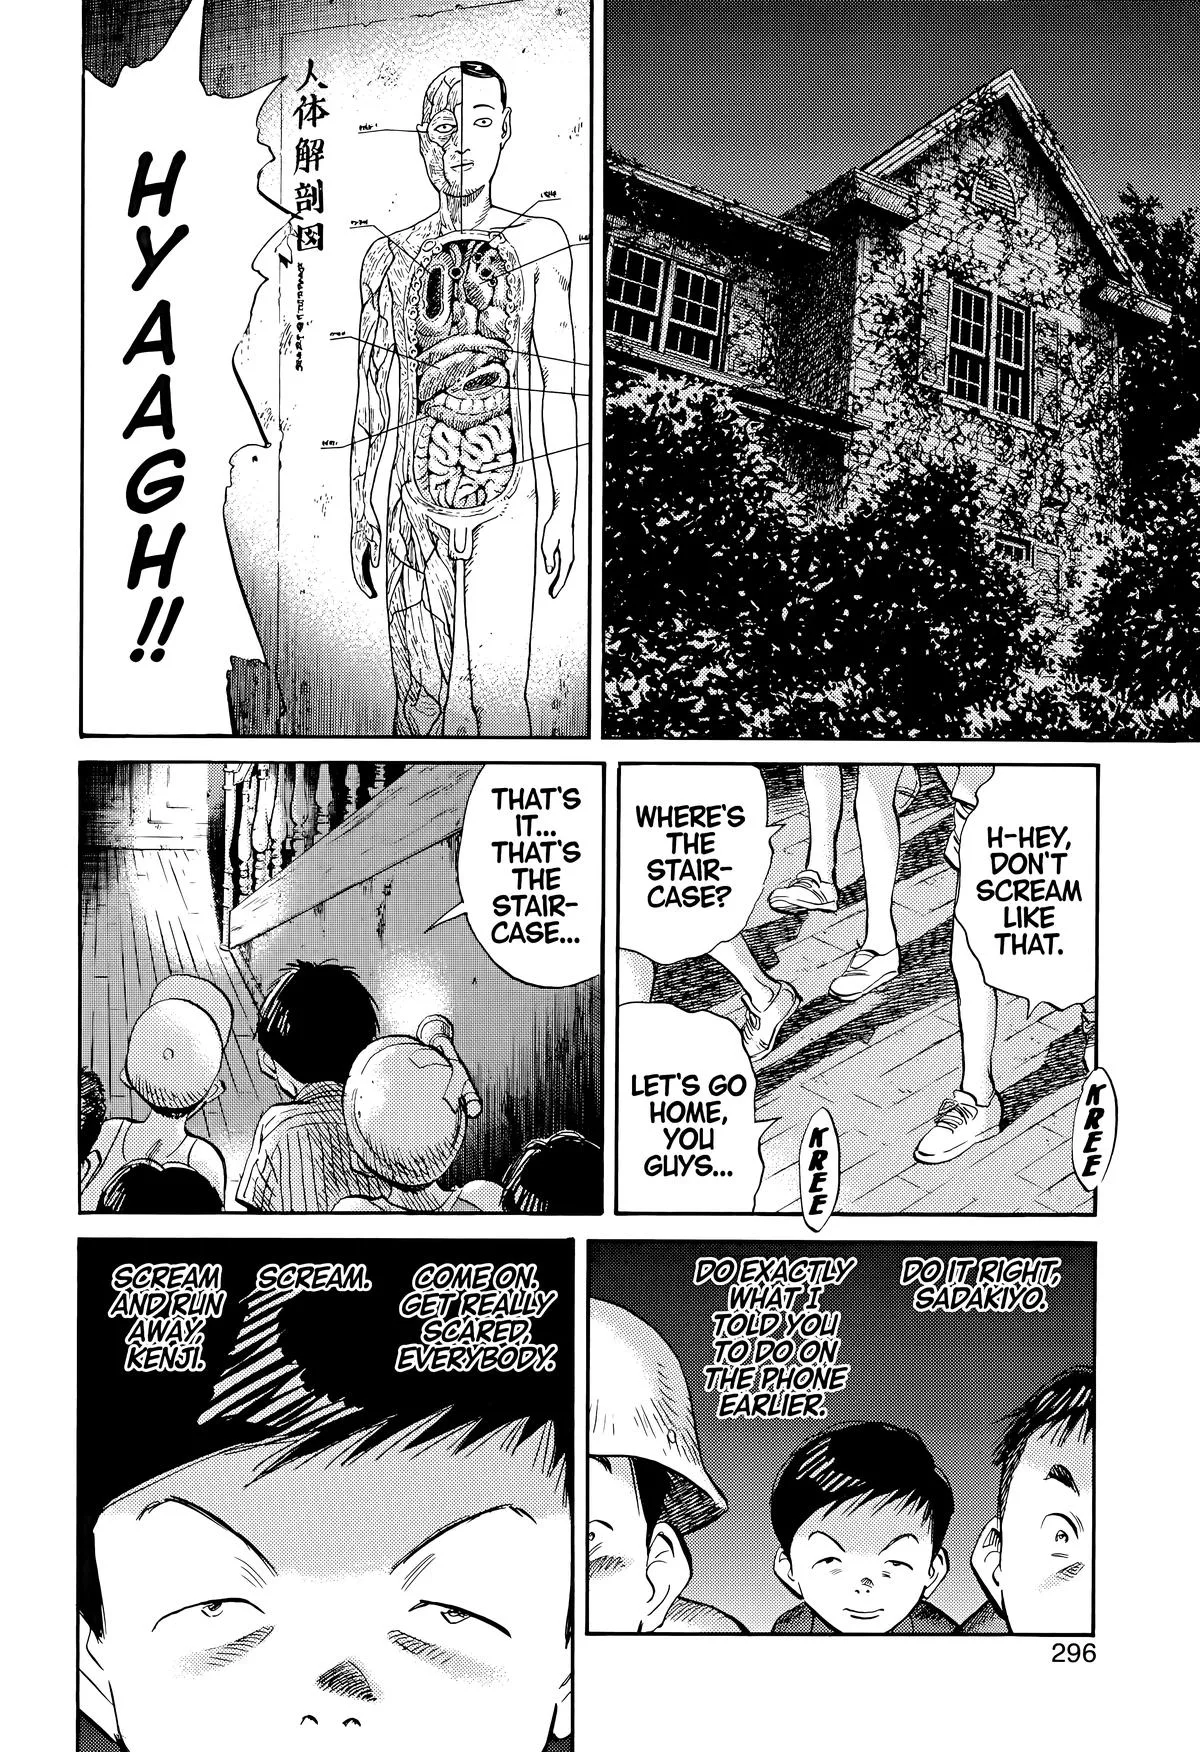 人体解剖図
HYAAGH!!
H-HEY,
DON'T
SCREAM
LIKE
THAT.
WHERE'S
THE
STAIR-
CASE?
LET'S GO
HOME,
YOU
GUYS...
KREE
KREE
THAT'S
IT...
THAT'S
THE
STAIR-
CASE...
DO IT RIGHT,
SADAKIYO.
DO EXACTLY
WHAT I
TOLD YOU
TO DO ON
THE PHONE
EARLIER.
COME ON.
GET REALLY
SCARED,
EVERYBODY.
SCREAM.
SCREAM
AND RUN
AWAY,
KENJI.
296